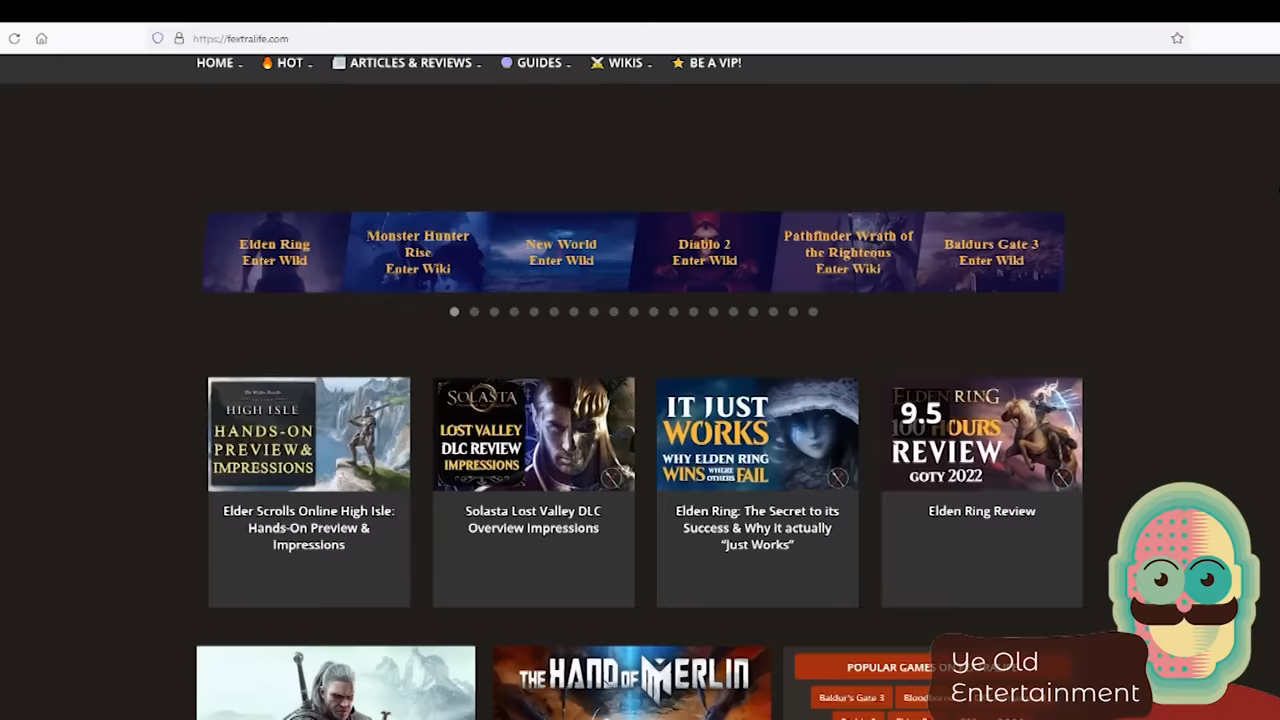 https://fextralife.com
HOME
HOT
ARTICLES & REVIEWS
GUIDES
WIKIS
BE A VIP!
Elden Ring
Enter Wiki
Monster Hunter
Rise
Enter Wiki
New World
Enter Wiki
Diablo 2
Enter Wiki
Pathfinder Wrath of
the Righteous
Enter Wiki
Baldurs Gate 3
Enter Wiki
HIGH ISLE
HANDS-ON
PREVIEW &
IMPRESSIONS
SOLASTA
LOST VALLEY
DLC REVIEW
IMPRESSIONS
IT JUST
WORKS
WHY ELDEN RING
WINS WHERE OTHERS FAIL
ELDEN RING
9.5
100 HOURS
REVIEW
GOTY 2022
Elder Scrolls Online High Isle:
Hands-On Preview &
Impressions
Solasta Lost Valley DLC
Overview Impressions
Elden Ring: The Secret to its
Success & Why it actually
“Just Works”
Elden Ring Review
THE HAND OF MERLIN
POPULAR GAMES
Baldur's Gate 3
Ye Old
Entertainment